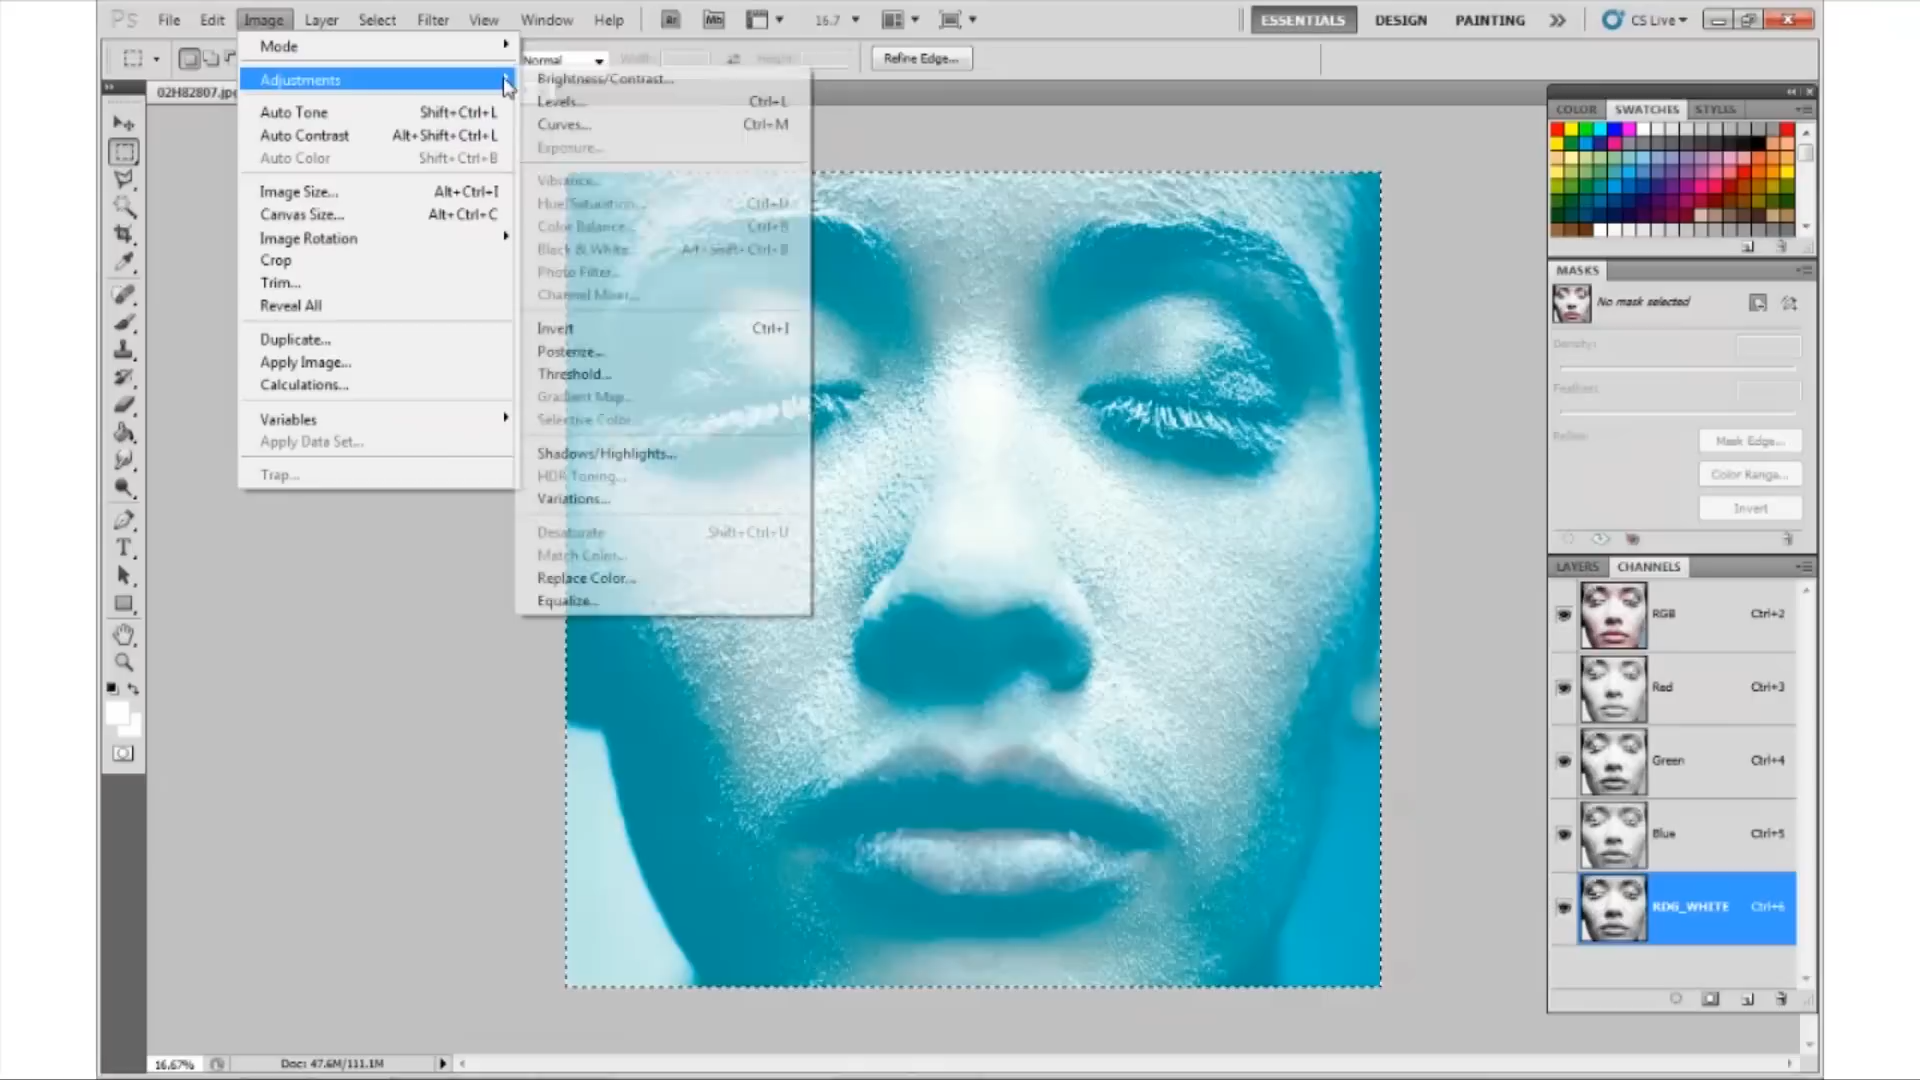 Ps File Edit Image Layer Select Filter View Window Help Br Mb 16.7 ESSENTIALS DESIGN PAINTING CS Live
Normal Width: Height: Refine Edge...
02H82807.jpe
Mode
Adjustments
Auto Tone Shift+Ctrl+L
Auto Contrast Alt+Shift+Ctrl+L
Auto Color Shift+Ctrl+B
Image Size... Alt+Ctrl+I
Canvas Size... Alt+Ctrl+C
Image Rotation
Crop
Trim...
Reveal All
Duplicate...
Apply Image...
Calculations...
Variables
Apply Data Set...
Trap...
Brightness/Contrast...
Levels... Ctrl+L
Curves... Ctrl+M
Exposure...
Vibrance...
Hue/Saturation... Ctrl+U
Color Balance... Ctrl+B
Black & White... Alt+Shift+Ctrl+B
Photo Filter...
Channel Mixer...
Invert Ctrl+I
Posterize...
Threshold...
Gradient Map...
Selective Color...
Shadows/Highlights...
HDR Toning...
Variations...
Desaturate Shift+Ctrl+U
Match Color...
Replace Color...
Equalize...
COLOR SWATCHES STYLES
MASKS
No mask selected
Density:
Feather:
Refine: Mask Edge...
Color Range...
Invert
LAYERS CHANNELS
RGB Ctrl+2
Red Ctrl+3
Green Ctrl+4
Blue Ctrl+5
RDG_WHITE Ctrl+6
16.67% Doc: 47.6M/111.1M